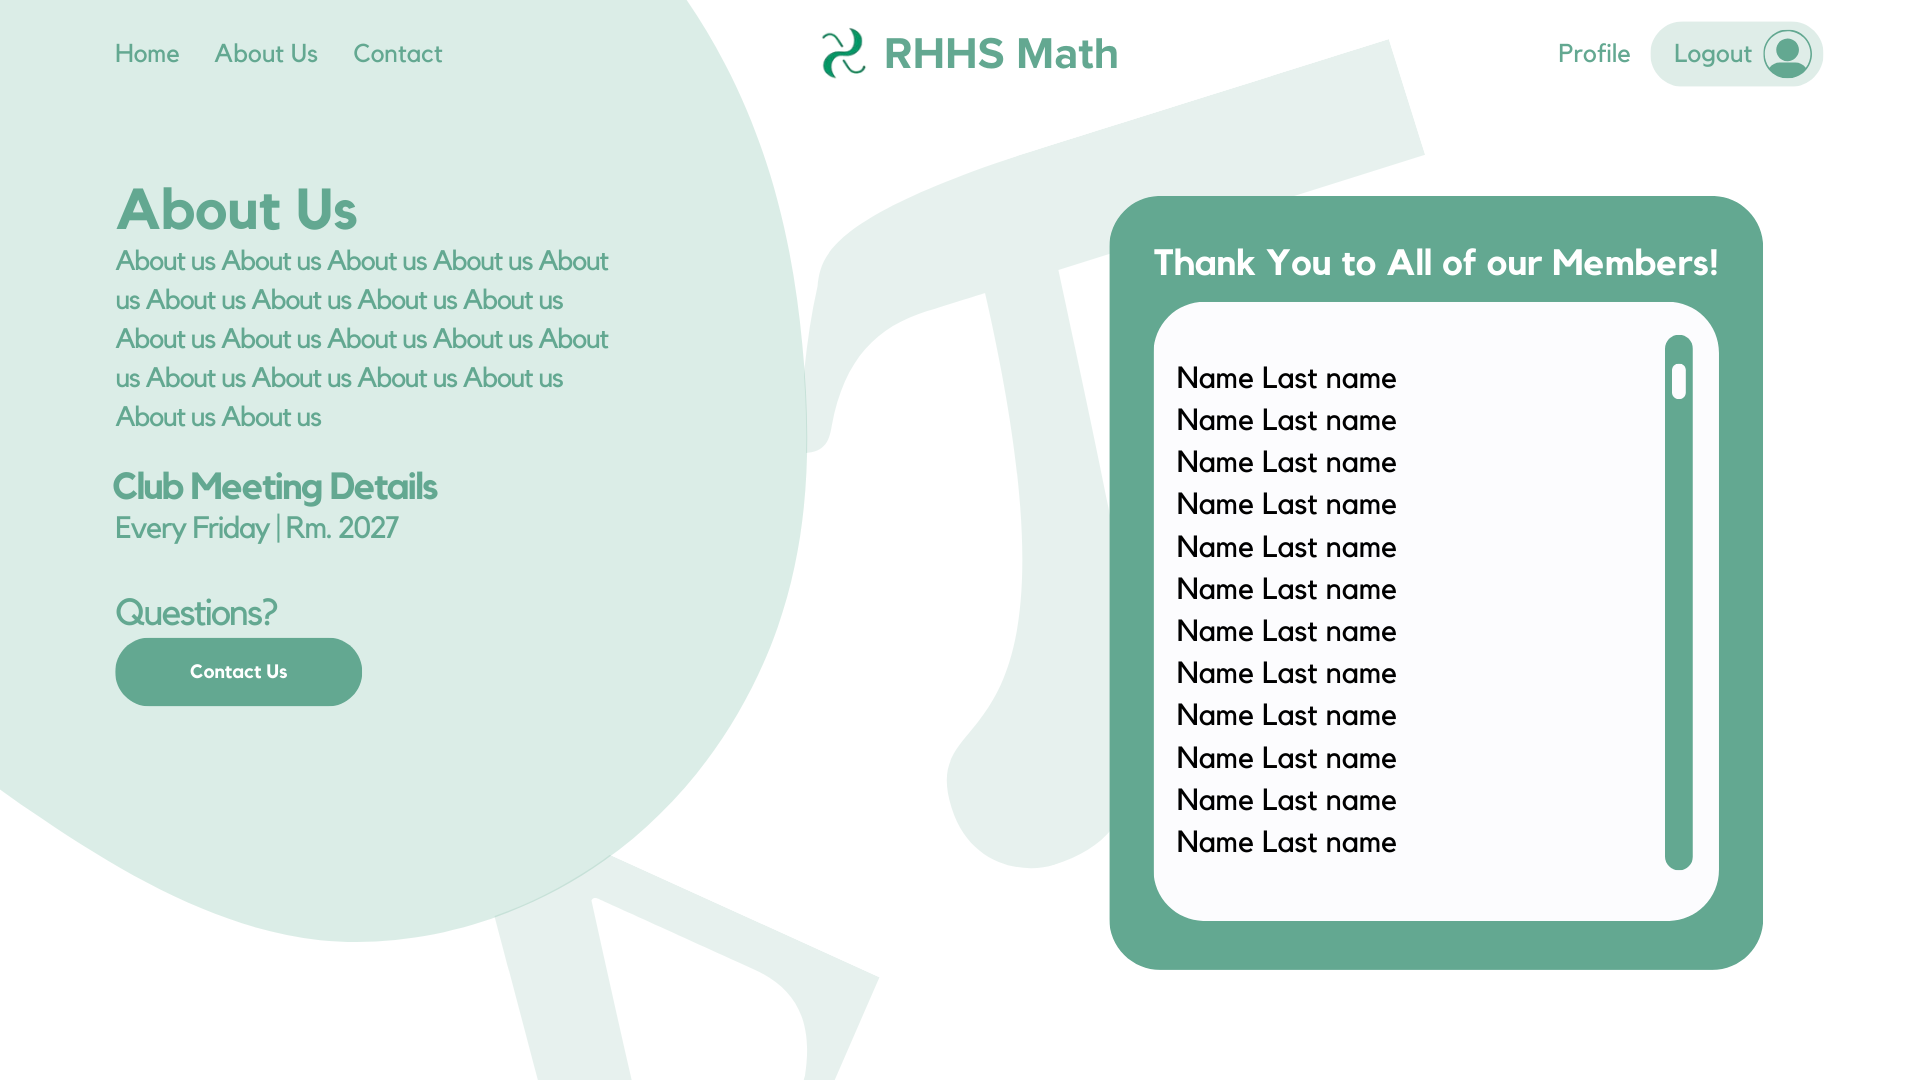 Home About Us Contact
RHHS Math
Profile Logout
About Us
About us About us About us About us About
us About us About us About us About us
About us About us About us About us About
us About us About us About us About us
About us About us
Club Meeting Details
Every Friday | Rm. 2027
Questions?
Contact Us
Thank You to All of our Members!
Name Last name
Name Last name
Name Last name
Name Last name
Name Last name
Name Last name
Name Last name
Name Last name
Name Last name
Name Last name
Name Last name
Name Last name